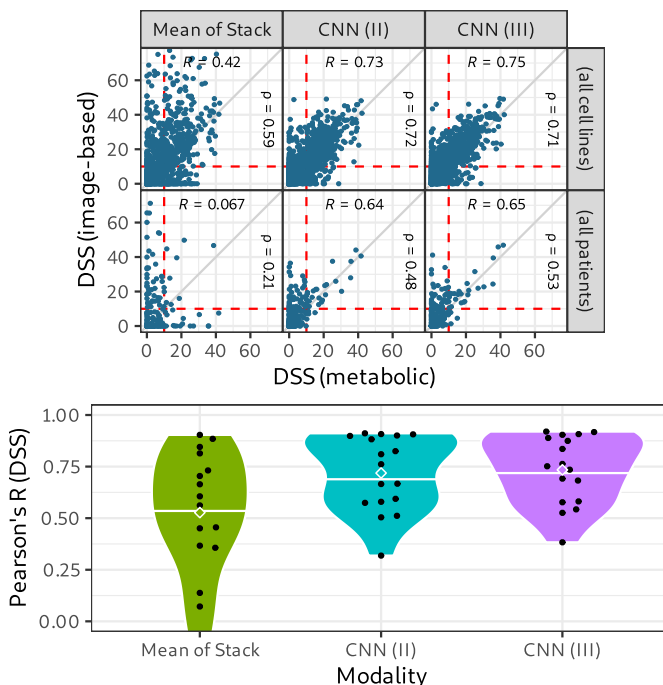 Mean of Stack CNN (II) CNN (III)
R = 0.42 R = 0.73 R = 0.75
ρ = 0.59 ρ = 0.72 ρ = 0.71
(all cell lines)
60
40
20
0
R = 0.067 R = 0.64 R = 0.65
ρ = 0.21 ρ = 0.48 ρ = 0.53
(all patients)
60
40
20
0
DSS (image-based)
0 20 40 60 0 20 40 60 0 20 40 60
DSS (metabolic)
1.00
0.75
0.50
0.25
0.00
Pearson's R (DSS)
Mean of Stack CNN (II) CNN (III)
Modality